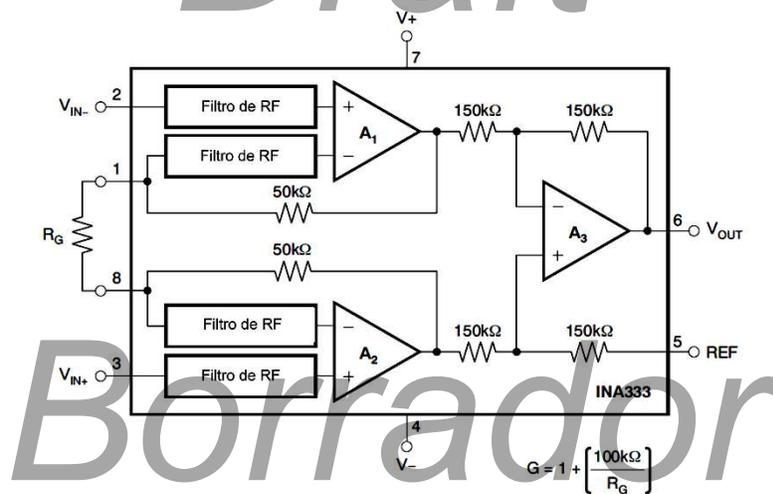 Draft
V+
7
VIN− 2 Filtro de RF + A1 150kΩ 150kΩ
1 Filtro de RF −
50kΩ
RG − A3 6 VOUT
50kΩ +
8
Filtro de RF − A2 150kΩ 150kΩ 5 REF
VIN+ 3 Filtro de RF +
INA333
4
V−
G = 1 + [100kΩ
RG]
Borrador